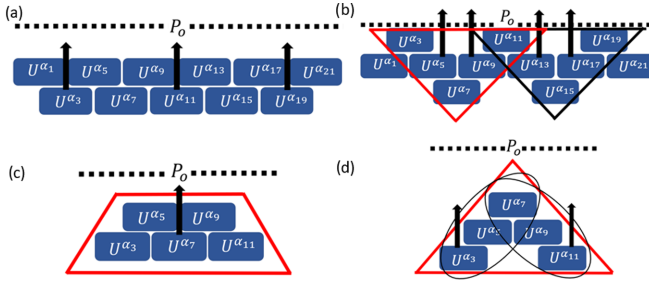 (a)
P_o
U^{α_1} U^{α_5} U^{α_9} U^{α_13} U^{α_17} U^{α_21}
U^{α_3} U^{α_7} U^{α_11} U^{α_15} U^{α_19}
(b)
P_o
U^{α_3} U^{α_11} U^{α_19}
U^{α_1} U^{α_5} U^{α_9} U^{α_13} U^{α_17} U^{α_21}
U^{α_7} U^{α_15}
(c)
P_o
U^{α_5} U^{α_9}
U^{α_3} U^{α_7} U^{α_11}
(d)
P_o
U^{α_7}
U^{α_5} U^{α_9}
U^{α_3} U^{α_11}